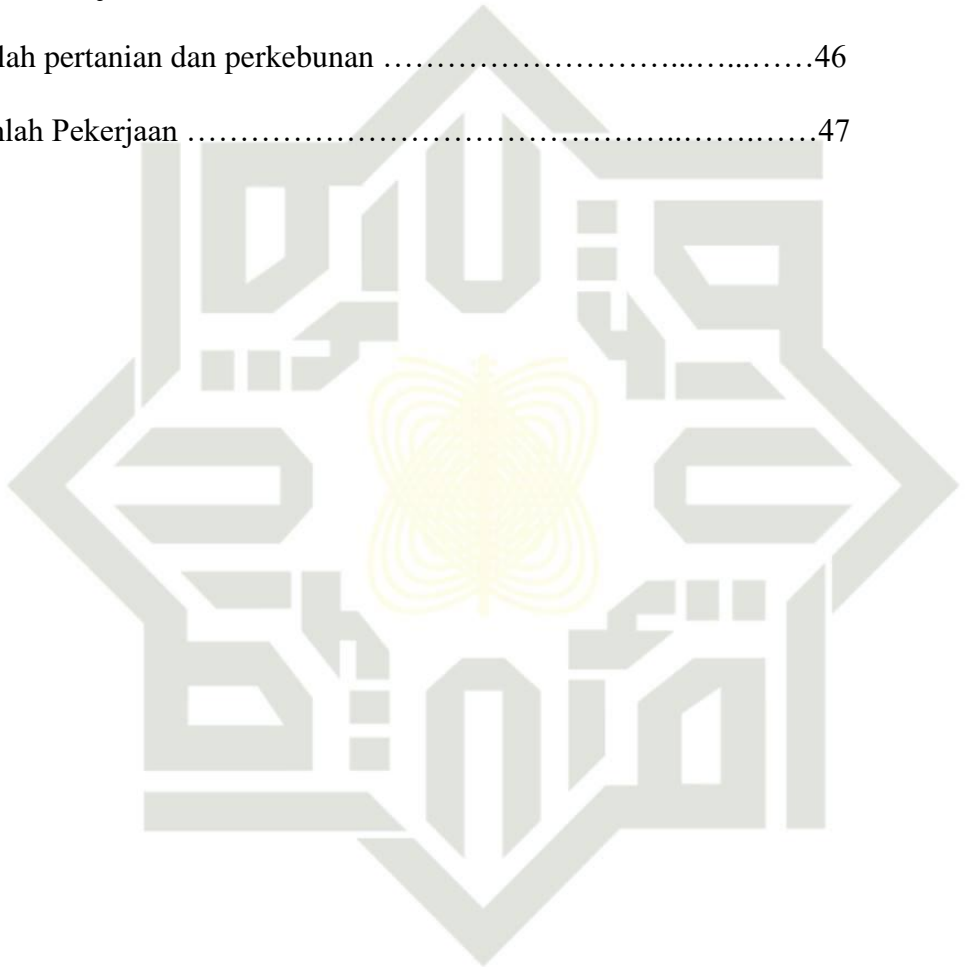 lah pertanian dan perkebunan ……………………...…...……46
nlah Pekerjaan ………………………………………..…….……47